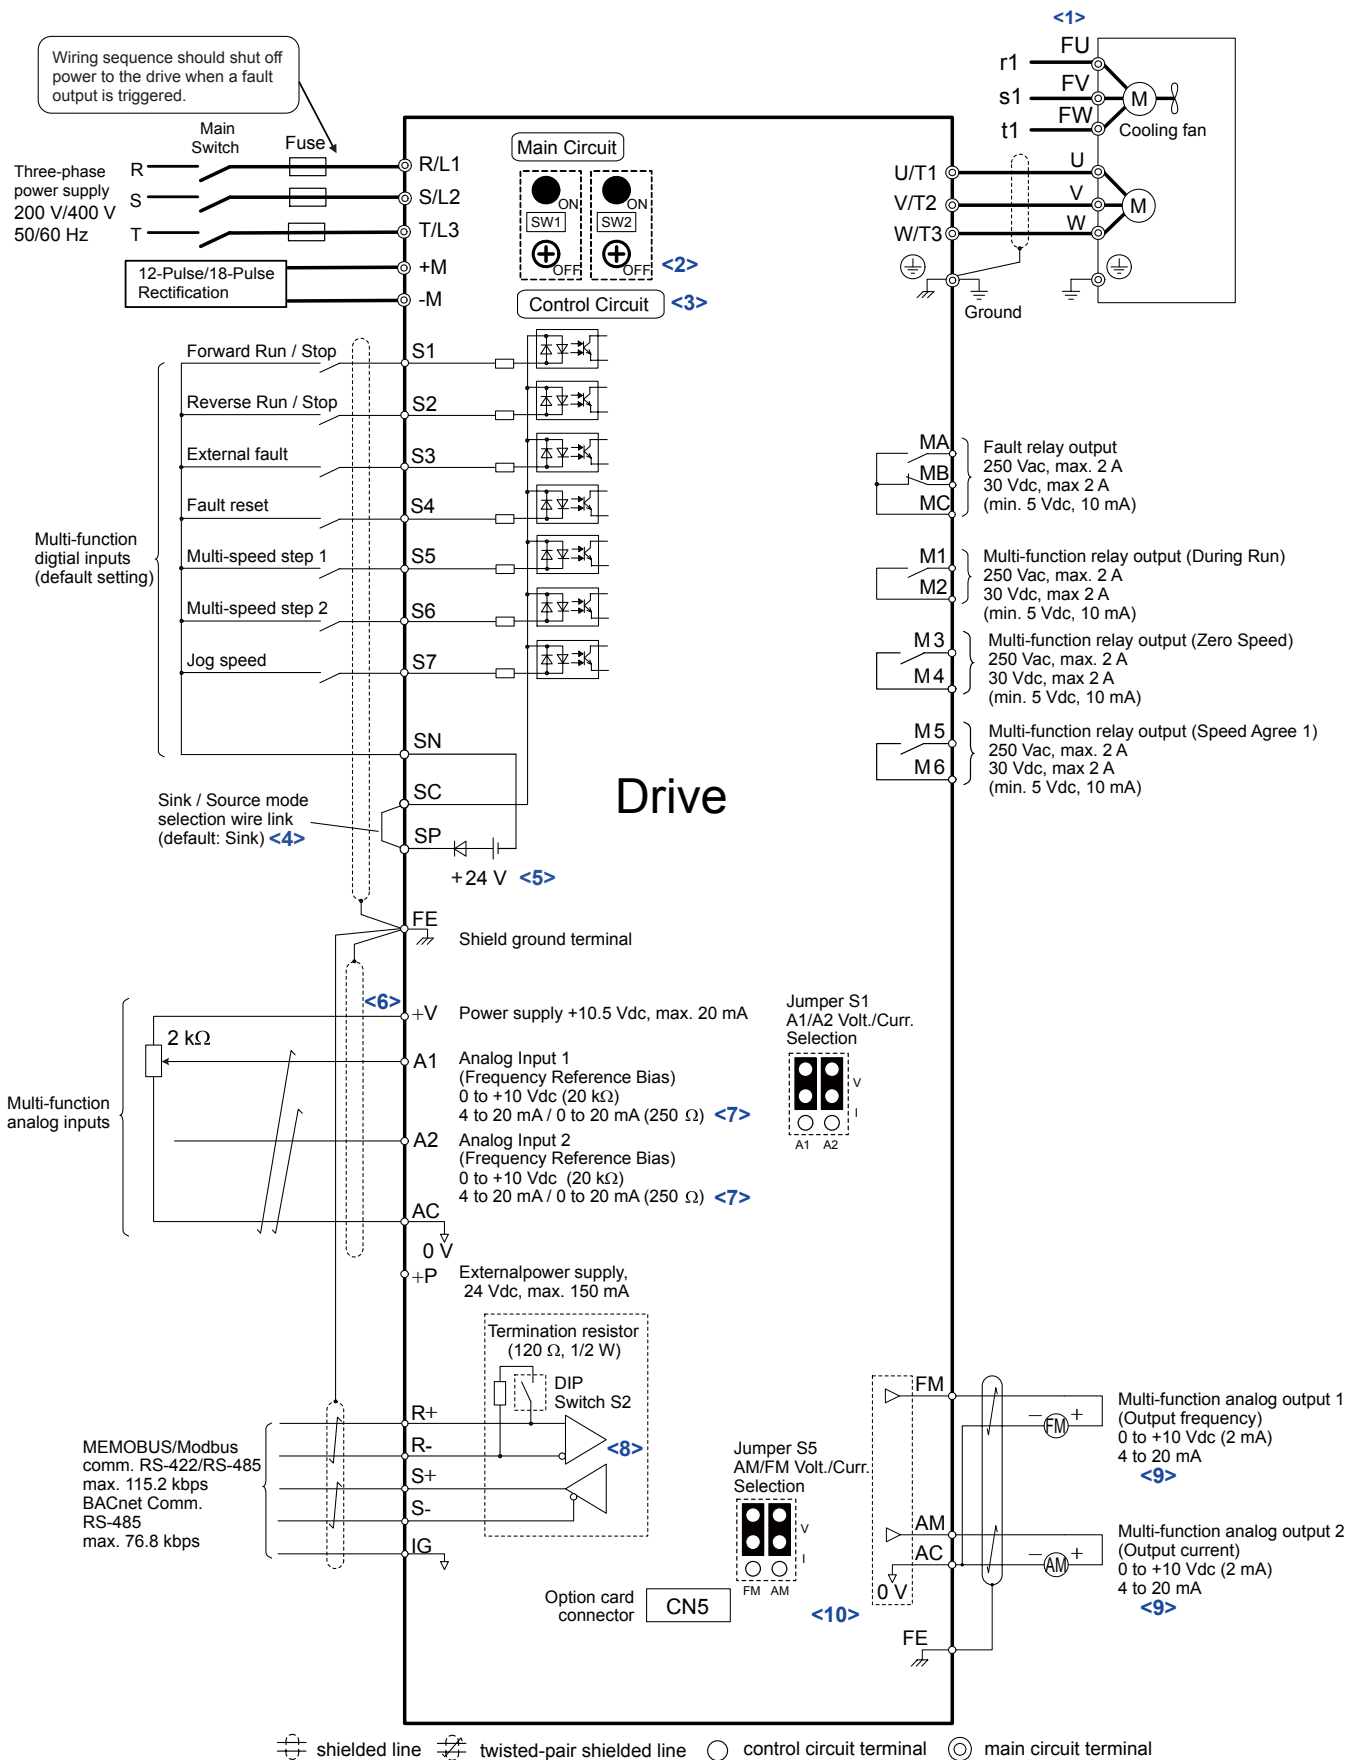 <1>
Wiring sequence should shut off
power to the drive when a fault
output is triggered.
r1
FU
s1
FV
t1
FW
M
Cooling fan
Main
Switch
Fuse
Three-phase
power supply
200 V/400 V
50/60 Hz
R
S
T
R/L1
S/L2
T/L3
12-Pulse/18-Pulse
Rectification
+M
-M
Main Circuit
ON
SW1
OFF
ON
SW2
OFF
<2>
Control Circuit
<3>
U/T1
V/T2
W/T3
U
V
W
M
Ground
Multi-function
digtial inputs
(default setting)
Forward Run / Stop
S1
Reverse Run / Stop
S2
External fault
S3
Fault reset
S4
Multi-speed step 1
S5
Multi-speed step 2
S6
Jog speed
S7
SN
SC
SP
Sink / Source mode
selection wire link
(default: Sink) <4>
+24 V <5>
Drive
MA
MB
MC
Fault relay output
250 Vac, max. 2 A
30 Vdc, max 2 A
(min. 5 Vdc, 10 mA)
M1
M2
Multi-function relay output (During Run)
250 Vac, max. 2 A
30 Vdc, max 2 A
(min. 5 Vdc, 10 mA)
M3
M4
Multi-function relay output (Zero Speed)
250 Vac, max. 2 A
30 Vdc, max 2 A
(min. 5 Vdc, 10 mA)
M5
M6
Multi-function relay output (Speed Agree 1)
250 Vac, max. 2 A
30 Vdc, max 2 A
(min. 5 Vdc, 10 mA)
FE
Shield ground terminal
<6>
+V
Power supply +10.5 Vdc, max. 20 mA
2 kΩ
Multi-function
analog inputs
A1
Analog Input 1
(Frequency Reference Bias)
0 to +10 Vdc (20 kΩ)
4 to 20 mA / 0 to 20 mA (250 Ω) <7>
A2
Analog Input 2
(Frequency Reference Bias)
0 to +10 Vdc (20 kΩ)
4 to 20 mA / 0 to 20 mA (250 Ω) <7>
AC
0 V
+P
Externalpower supply,
24 Vdc, max. 150 mA
Jumper S1
A1/A2 Volt./Curr.
Selection
V
I
A1 A2
Termination resistor
(120 Ω, 1/2 W)
DIP
Switch S2
<8>
MEMOBUS/Modbus
comm. RS-422/RS-485
max. 115.2 kbps
BACnet Comm.
RS-485
max. 76.8 kbps
R+
R-
S+
S-
IG
Option card
connector
CN5
Jumper S5
AM/FM Volt./Curr.
Selection
V
I
FM AM
<10>
FM
− FM +
Multi-function analog output 1
(Output frequency)
0 to +10 Vdc (2 mA)
4 to 20 mA
<9>
AM
AC
0 V
− AM +
Multi-function analog output 2
(Output current)
0 to +10 Vdc (2 mA)
4 to 20 mA
<9>
FE
shielded line
twisted-pair shielded line
control circuit terminal
main circuit terminal